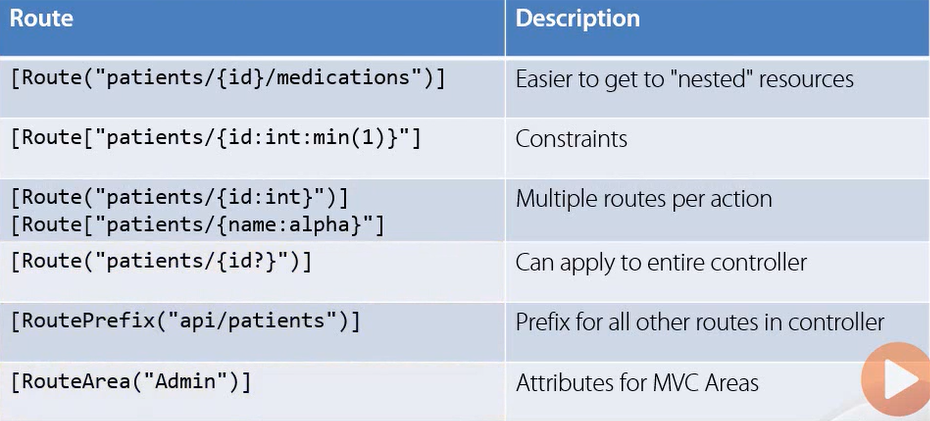 Route Description
[Route("patients/{id}/medications")] Easier to get to "nested" resources
[Route["patients/{id:int:min(1)}"] Constraints
[Route("patients/{id:int}")] Multiple routes per action
[Route["patients/{name:alpha}"]
[Route("patients/{id?}")] Can apply to entire controller
[RoutePrefix("api/patients")] Prefix for all other routes in controller
[RouteArea("Admin")] Attributes for MVC Areas